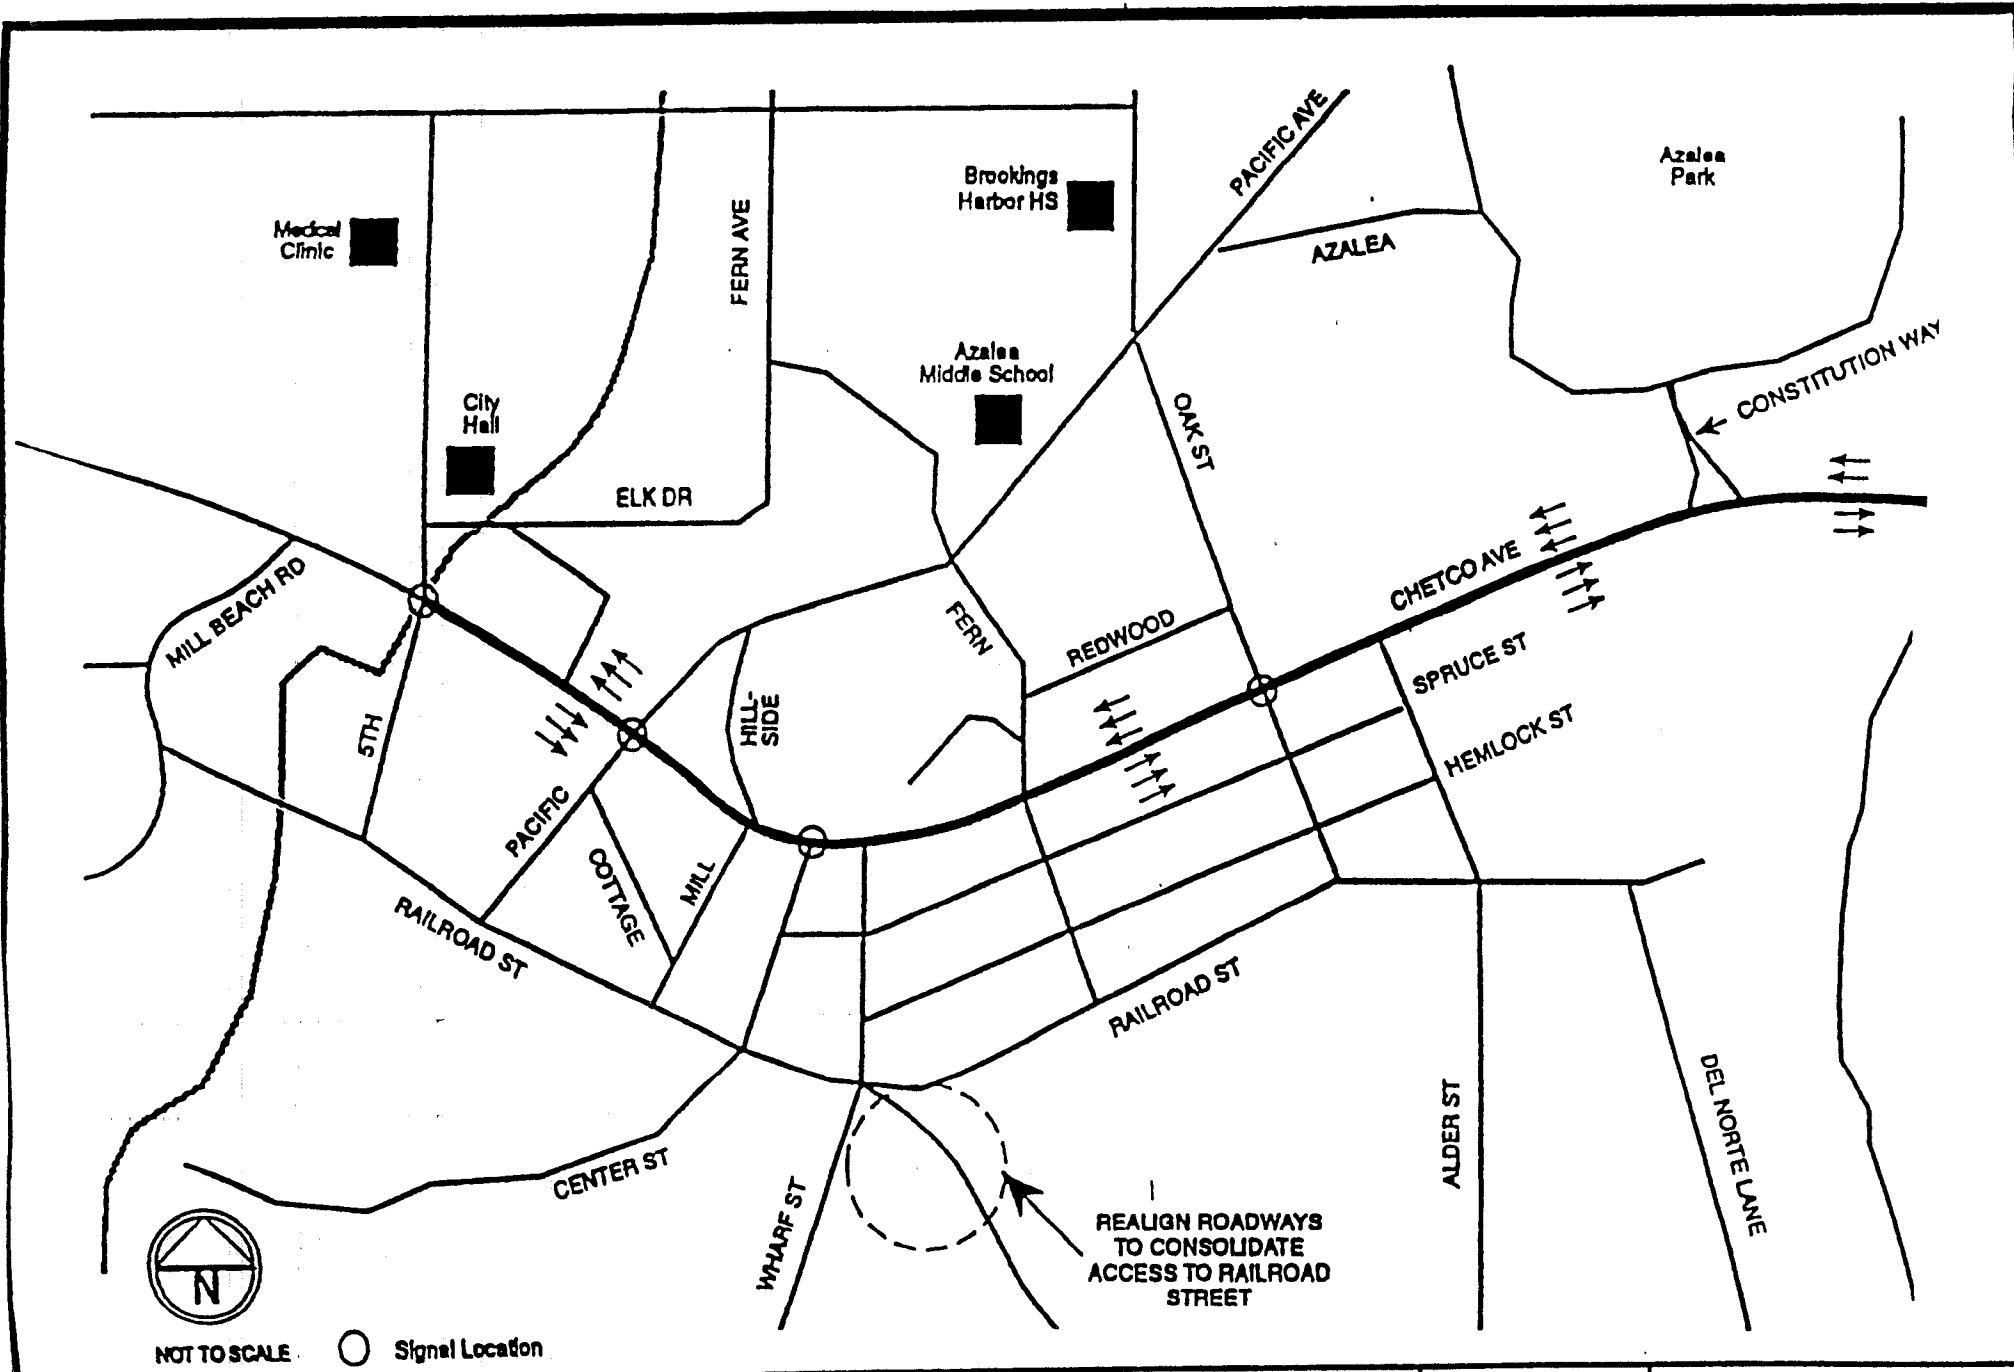 PACIFIC AVE
Azalea
Park
Brookings
Harbor HS
Medical
Clinic
FERN AVE
AZALEA
CONSTITUTION WAY
Azalea
Middle School
City
Hall
OAK ST
ELK DR
CHETCO AVE
MILL BEACH RD
FERN
REDWOOD
SPRUCE ST
HILL-
SIDE
5TH
HEMLOCK ST
PACIFIC
COTTAGE
MILL
RAILROAD ST
RAILROAD ST
CENTER ST
WHARF ST
ALDER ST
DEL NORTE LANE
REALIGN ROADWAYS
TO CONSOLIDATE
ACCESS TO RAILROAD
STREET
N
NOT TO SCALE
Signal Location